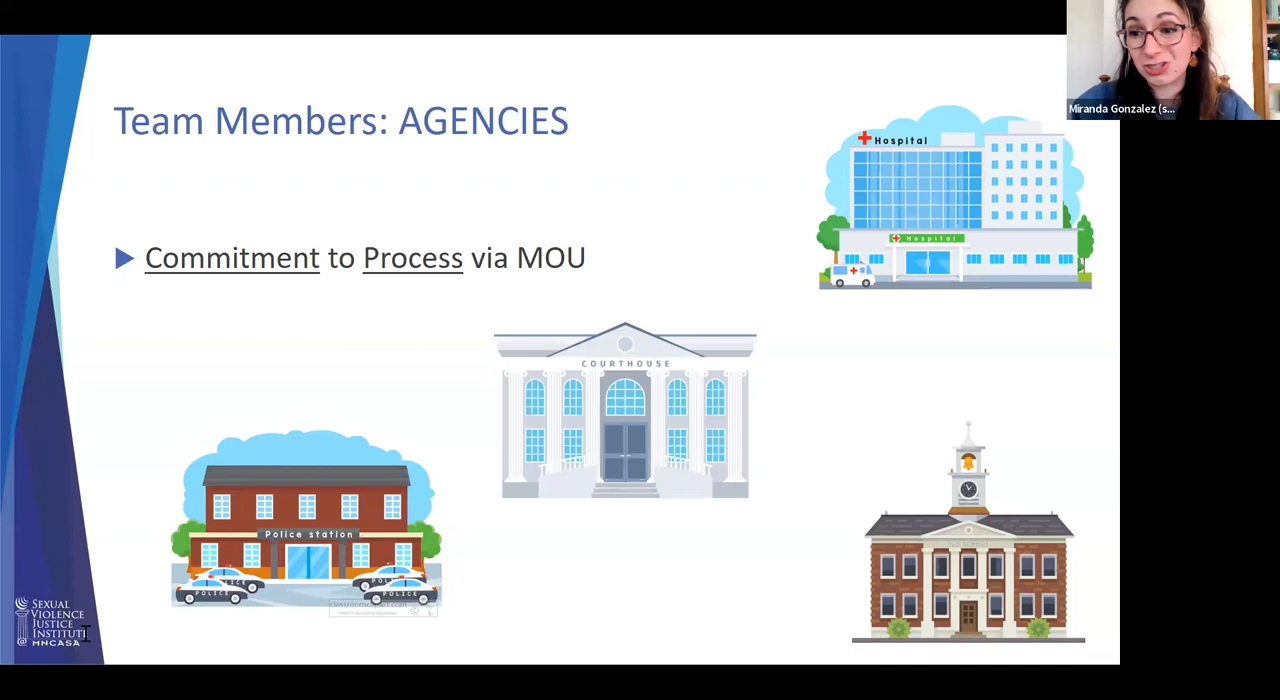 Team Members: AGENCIES
Miranda Gonzalez (s...
Hospital
Hospital
Commitment to Process via MOU
COURTHOUSE
Police station
POLICE
POLICE
SEXUAL
VIOLENCE
JUSTICE
INSTITUTE
MNCASA